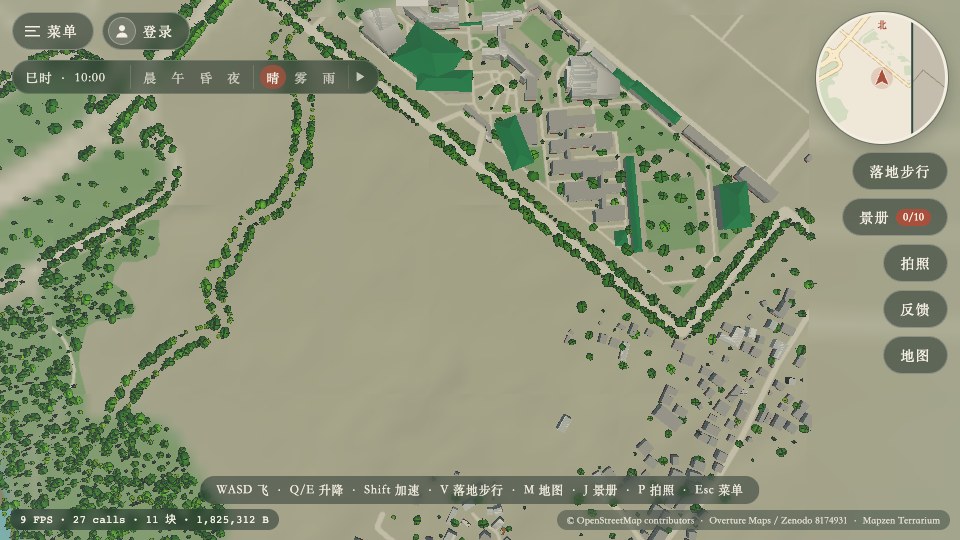 菜单
登录
巳时 · 10:00 晨 午 昏 夜 晴 雾 雨
北
落地步行
景册 0/10
拍照
反馈
地图
WASD 飞 · Q/E 升降 · Shift 加速 · V 落地步行 · M 地图 · J 景册 · P 拍照 · Esc 菜单
9 FPS · 27 calls · 11 块 · 1,825,312 B
© OpenStreetMap contributors · Overture Maps / Zenodo 8174931 · Mapzen Terrarium